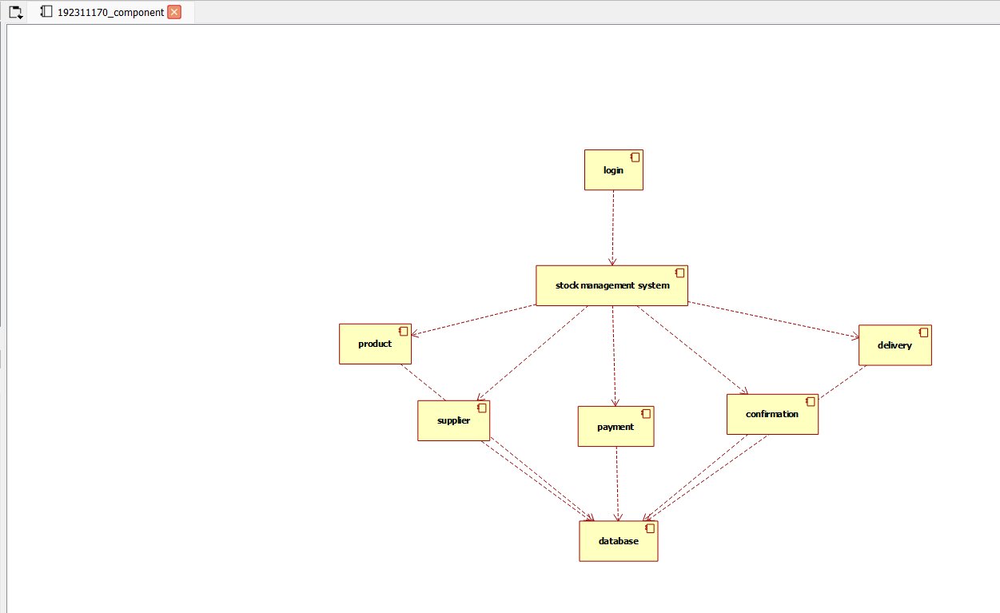 192311170_component
login
stock management system
product
delivery
supplier
payment
confirmation
database